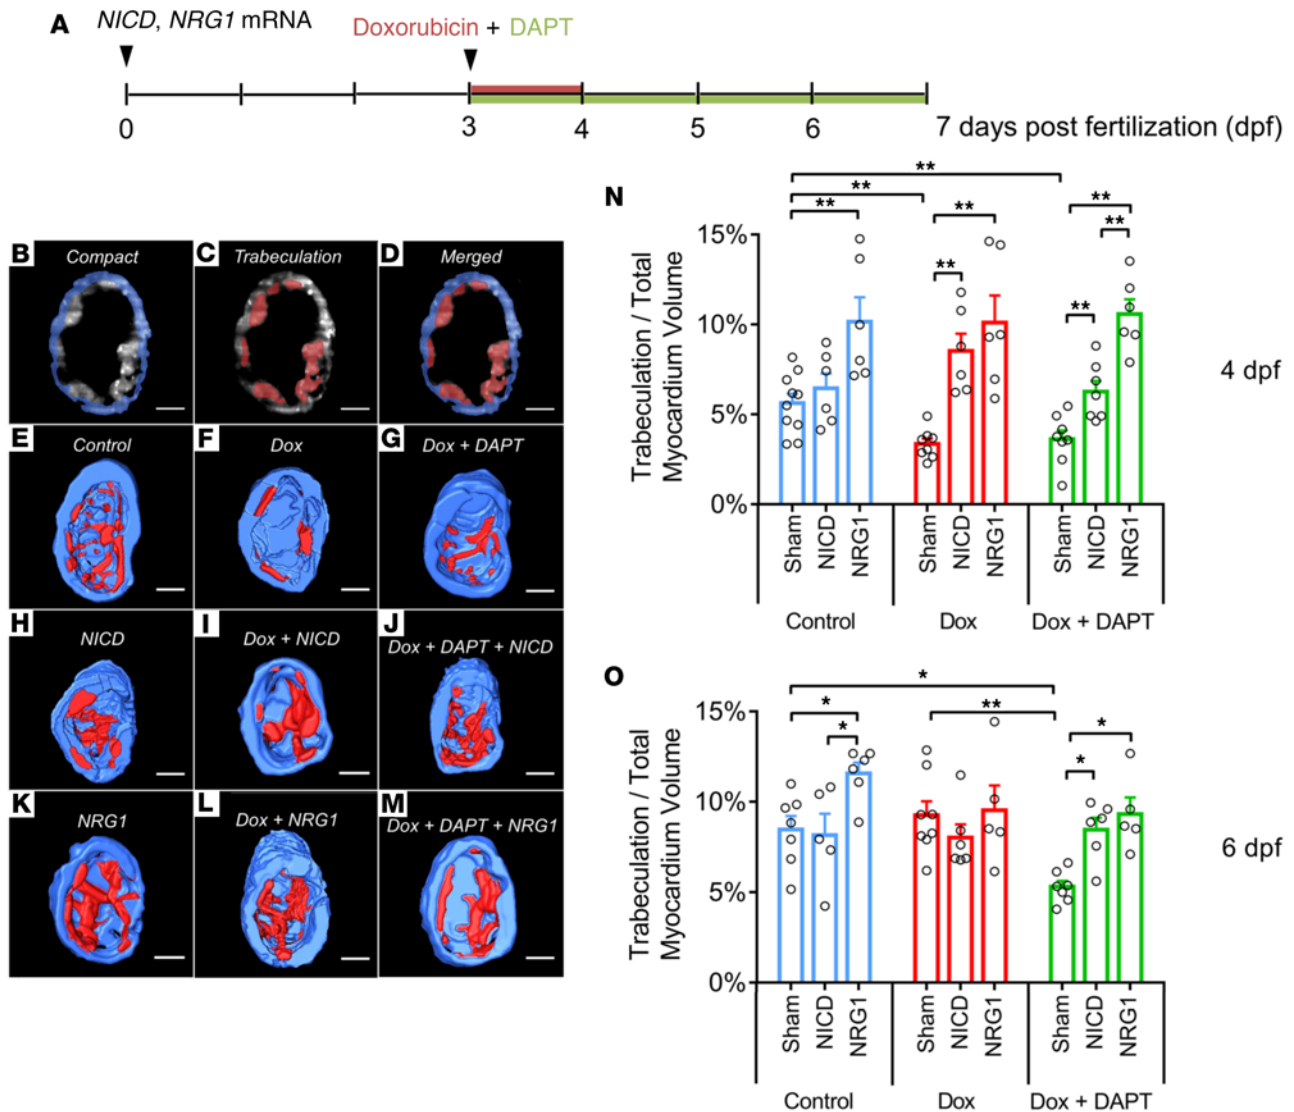 A
NICD, NRG1 mRNA
Doxorubicin + DAPT
0 3 4 5 6 7 days post fertilization (dpf)
B Compact
C Trabeculation
D Merged
E Control
F Dox
G Dox + DAPT
H NICD
I Dox + NICD
J Dox + DAPT + NICD
K NRG1
L Dox + NRG1
M Dox + DAPT + NRG1
N
Trabeculation / Total
Myocardium Volume
** 
**
** ** **
**
**
**
15%
10%
5%
0%
Sham NICD NRG1 Sham NICD NRG1 Sham NICD NRG1
Control Dox Dox + DAPT
4 dpf
O
Trabeculation / Total
Myocardium Volume
*
* ** *
*
*
15%
10%
5%
0%
Sham NICD NRG1 Sham NICD NRG1 Sham NICD NRG1
Control Dox Dox + DAPT
6 dpf